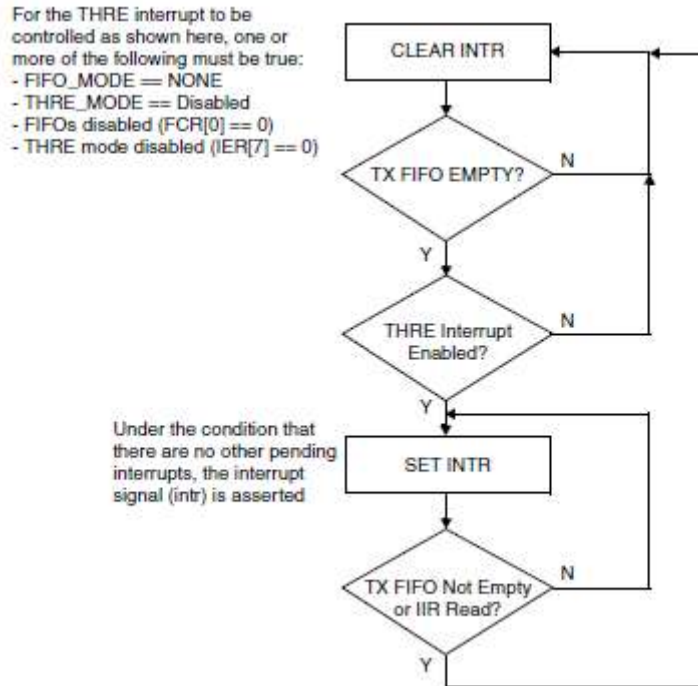 For the THRE interrupt to be
controlled as shown here, one or
more of the following must be true:
- FIFO_MODE == NONE
- THRE_MODE == Disabled
- FIFOs disabled (FCR[0] == 0)
- THRE mode disabled (IER[7] == 0)
CLEAR INTR
TX FIFO EMPTY?
N
Y
THRE Interrupt
Enabled?
N
Y
Under the condition that
there are no other pending
interrupts, the interrupt
signal (intr) is asserted
SET INTR
TX FIFO Not Empty
or IIR Read?
N
Y